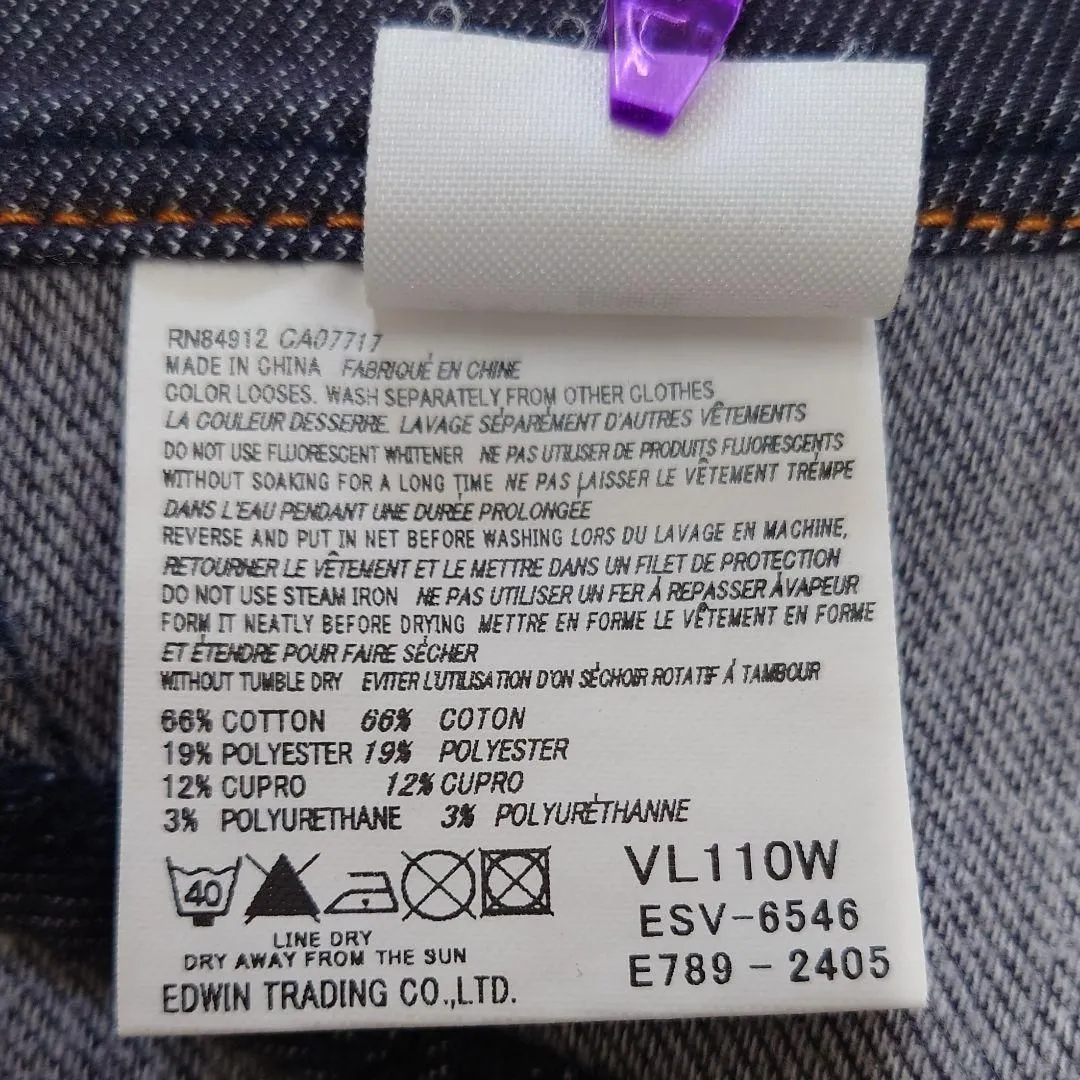 RN84912 CA07717
MADE IN CHINA FABRIQUÉ EN CHINE
COLOR LOOSES. WASH SEPARATELY FROM OTHER CLOTHES
LA COULEUR DESSERRE. LAVAGE SÉPARÉMENT D'AUTRES VÊTEMENTS
DO NOT USE FLUORESCENT WHITENER NE PAS UTILISER DE PRODUITS FLUORESCENTS
WITHOUT SOAKING FOR A LONG TIME NE PAS LAISSER LE VÊTEMENT TRÉMPE
DANS L'EAU PENDANT UNE DURÉE PROLONGÉE
REVERSE AND PUT IN NET BEFORE WASHING LORS DU LAVAGE EN MACHINE,
RETOURNER LE VÊTEMENT ET LE METTRE DANS UN FILET DE PROTECTION
DO NOT USE STEAM IRON NE PAS UTILISER UN FER À REPASSER ÀVAPEUR
FORM IT NEATLY BEFORE DRYING METTRE EN FORME LE VÊTEMENT EN FORME
ET ÉTENDRE POUR FAIRE SÉCHER
WITHOUT TUMBLE DRY EVITER L'UTILISATION D'ON SÉCHOIR ROTATIF Á TAMBOUR
66% COTTON 66% COTON
19% POLYESTER 19% POLYESTER
12% CUPRO 12% CUPRO
3% POLYURETHANE 3% POLYURÉTHANNE
40
LINE DRY
DRY AWAY FROM THE SUN
EDWIN TRADING CO.,LTD.
VL110W
ESV-6546
E789-2405